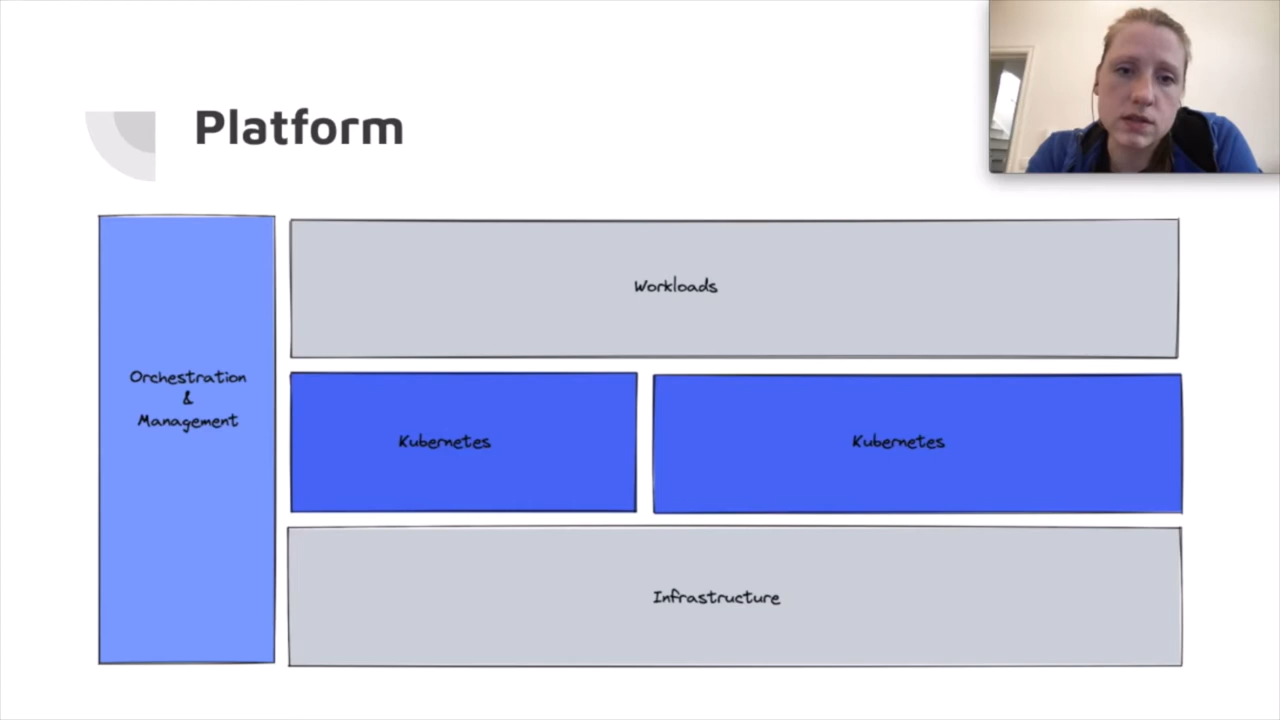 Platform
Workloads
Orchestration
&
Management
Kubernetes
Kubernetes
Infrastructure